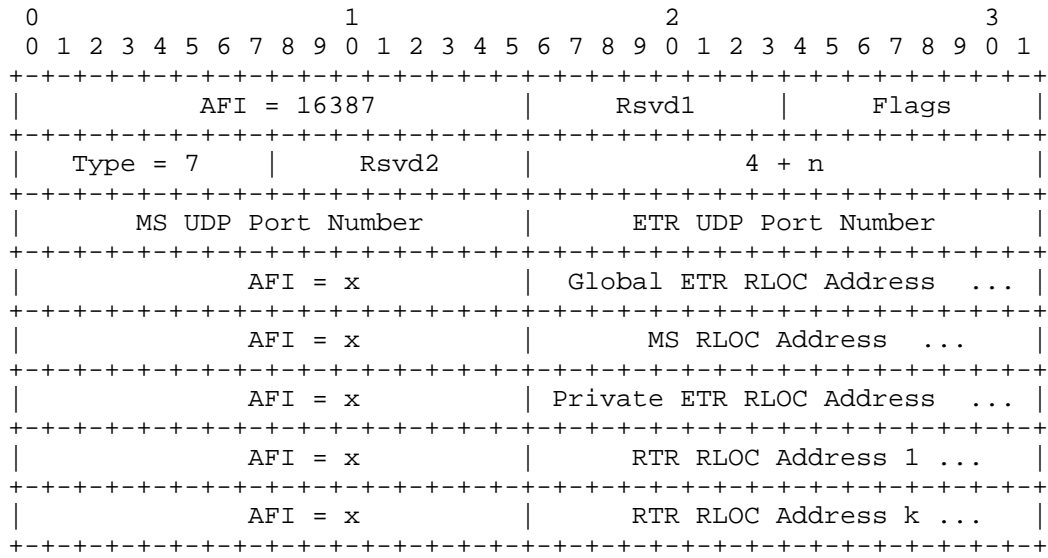 0                   1                   2                   3
 0 1 2 3 4 5 6 7 8 9 0 1 2 3 4 5 6 7 8 9 0 1 2 3 4 5 6 7 8 9 0 1
+-+-+-+-+-+-+-+-+-+-+-+-+-+-+-+-+-+-+-+-+-+-+-+-+-+-+-+-+-+-+-+-+
|           AFI = 16387         |     Rsvd1     |     Flags     |
+-+-+-+-+-+-+-+-+-+-+-+-+-+-+-+-+-+-+-+-+-+-+-+-+-+-+-+-+-+-+-+-+
|   Type = 7    |     Rsvd2     |             4 + n             |
+-+-+-+-+-+-+-+-+-+-+-+-+-+-+-+-+-+-+-+-+-+-+-+-+-+-+-+-+-+-+-+-+
|       MS UDP Port Number      |      ETR UDP Port Number      |
+-+-+-+-+-+-+-+-+-+-+-+-+-+-+-+-+-+-+-+-+-+-+-+-+-+-+-+-+-+-+-+-+
|              AFI = x          |  Global ETR RLOC Address  ... |
+-+-+-+-+-+-+-+-+-+-+-+-+-+-+-+-+-+-+-+-+-+-+-+-+-+-+-+-+-+-+-+-+
|              AFI = x          |       MS RLOC Address  ...    |
+-+-+-+-+-+-+-+-+-+-+-+-+-+-+-+-+-+-+-+-+-+-+-+-+-+-+-+-+-+-+-+-+
|              AFI = x          | Private ETR RLOC Address  ... |
+-+-+-+-+-+-+-+-+-+-+-+-+-+-+-+-+-+-+-+-+-+-+-+-+-+-+-+-+-+-+-+-+
|              AFI = x          |      RTR RLOC Address 1 ...   |
+-+-+-+-+-+-+-+-+-+-+-+-+-+-+-+-+-+-+-+-+-+-+-+-+-+-+-+-+-+-+-+-+
|              AFI = x          |      RTR RLOC Address k ...   |
+-+-+-+-+-+-+-+-+-+-+-+-+-+-+-+-+-+-+-+-+-+-+-+-+-+-+-+-+-+-+-+-+